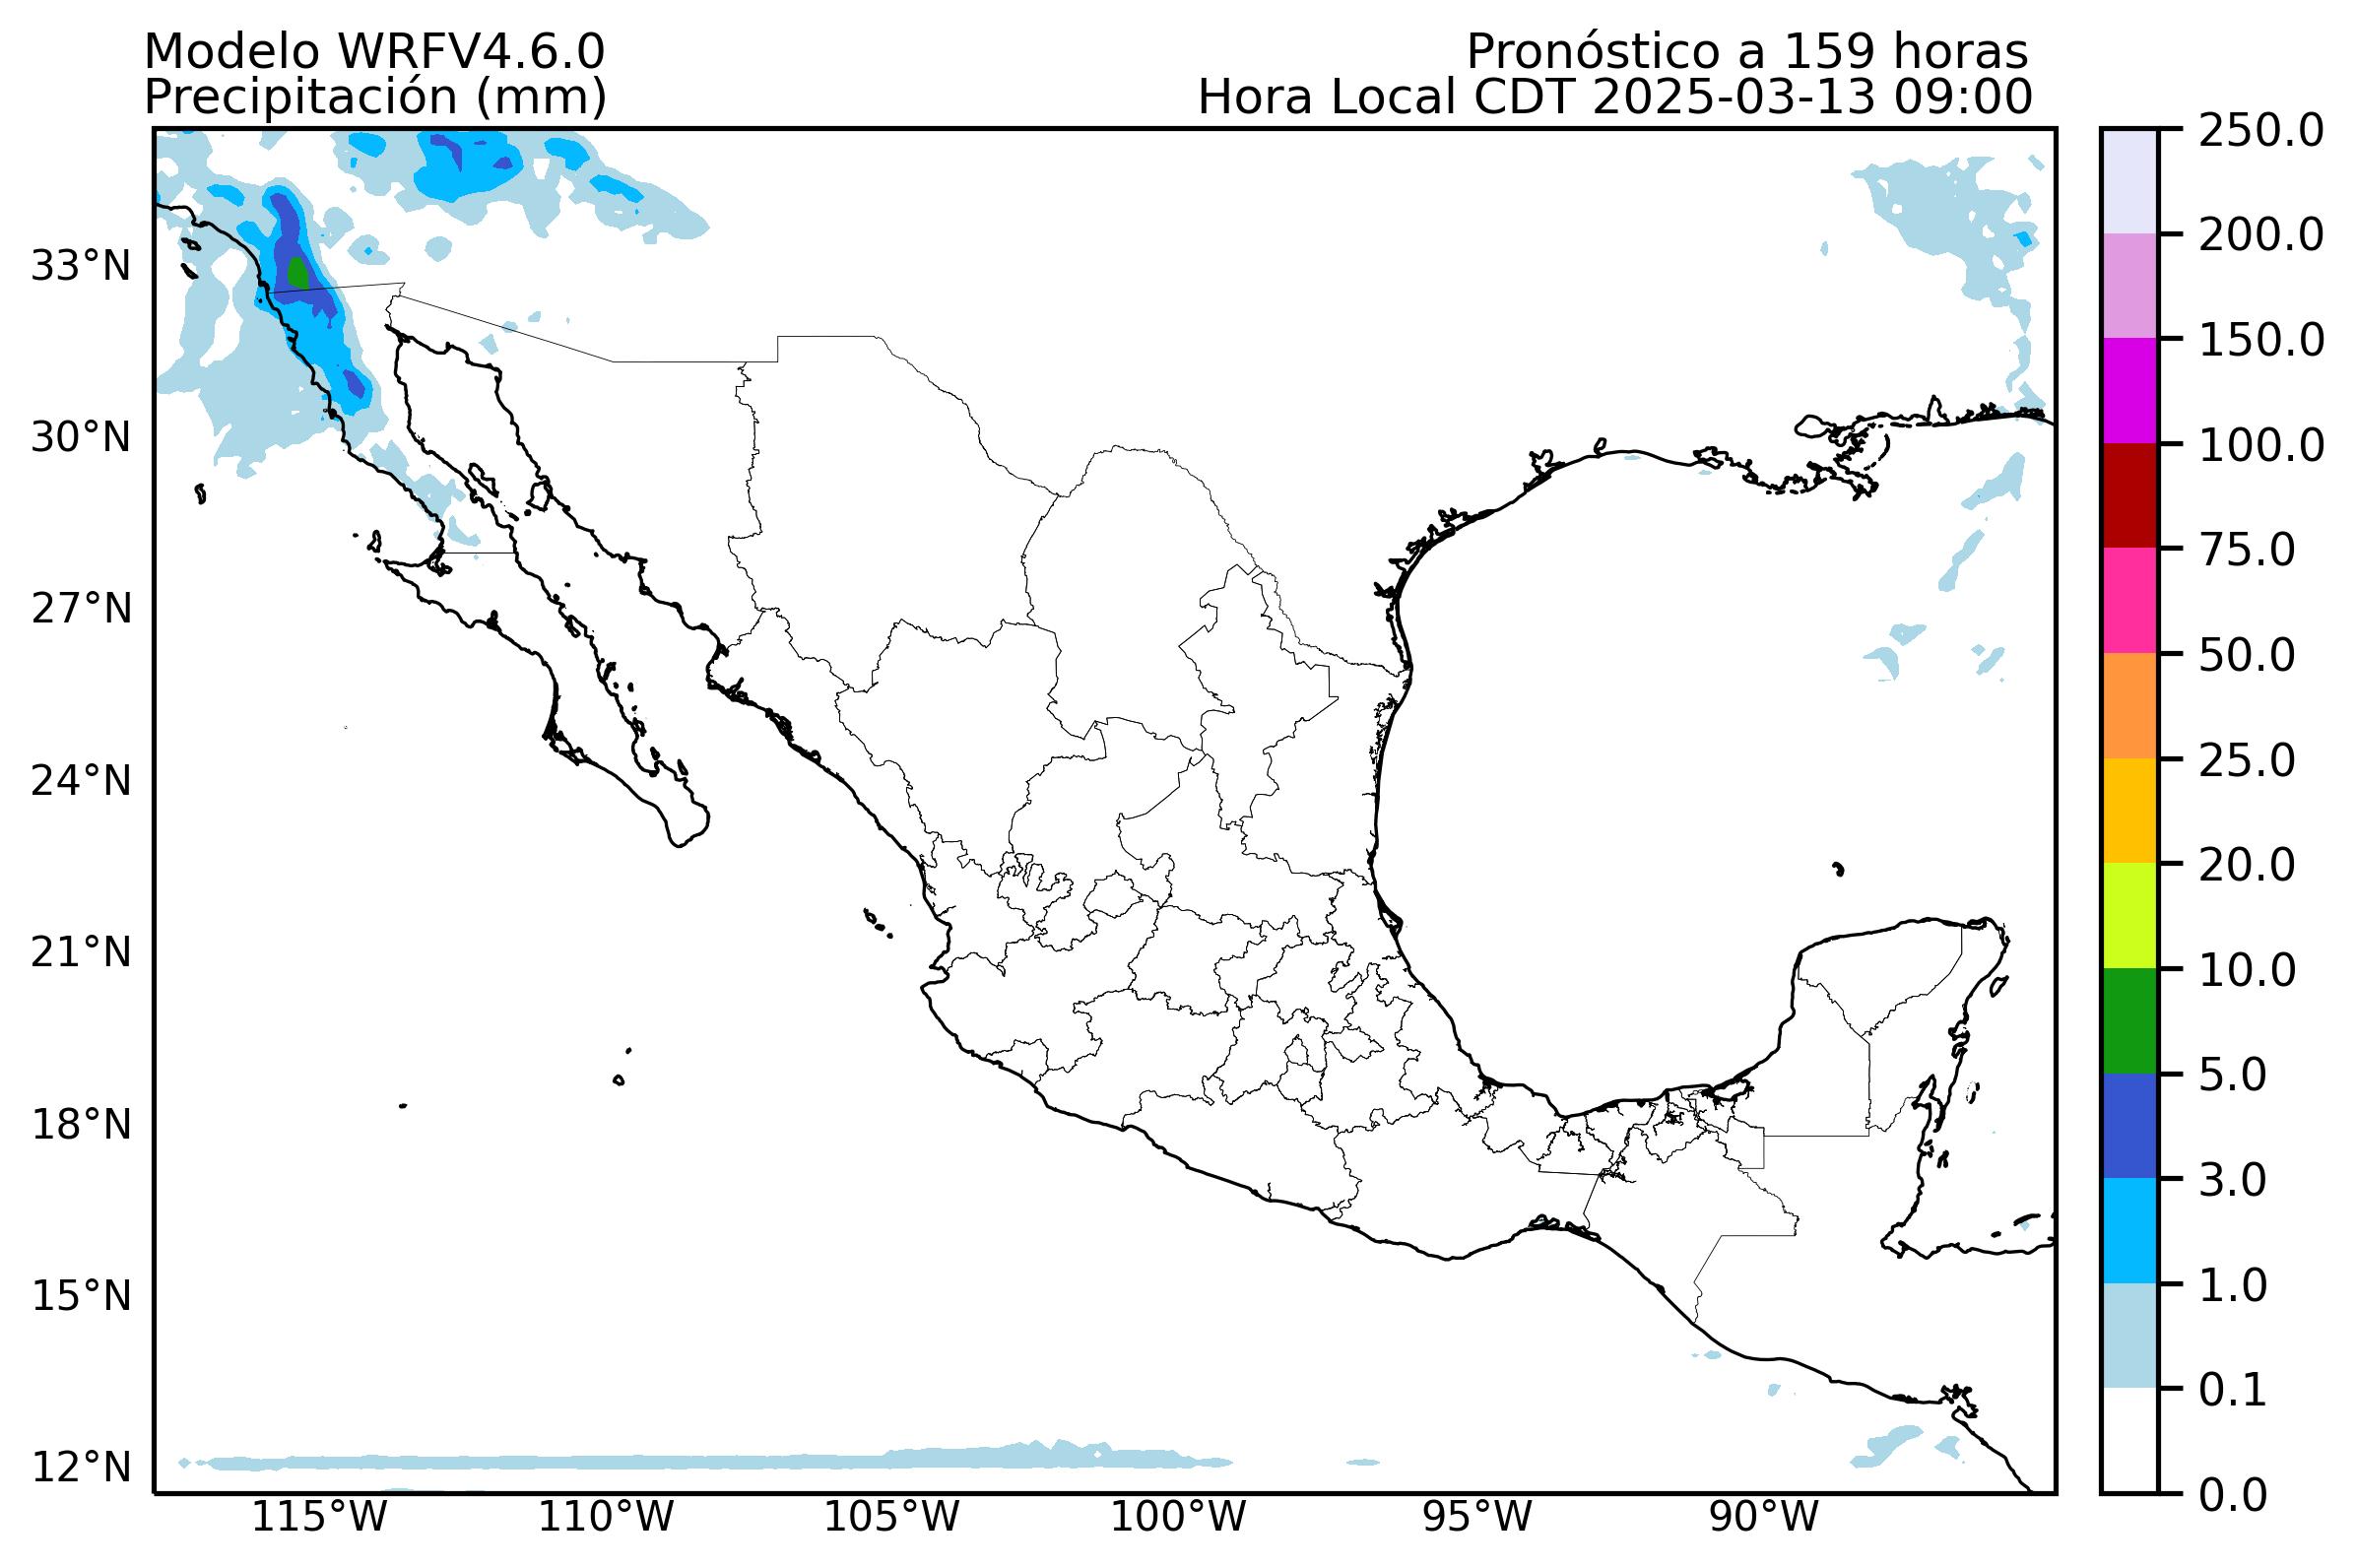 Modelo WRFV4.6.0
Pronóstico a 159 horas
Precipitación (mm)
Hora Local CDT 2025-03-13 09:00
33°N
30°N
27°N
24°N
21°N
18°N
15°N
12°N
115°W
110°W
105°W
100°W
95°W
90°W
250.0
200.0
150.0
100.0
75.0
50.0
25.0
20.0
10.0
5.0
3.0
1.0
0.1
0.0